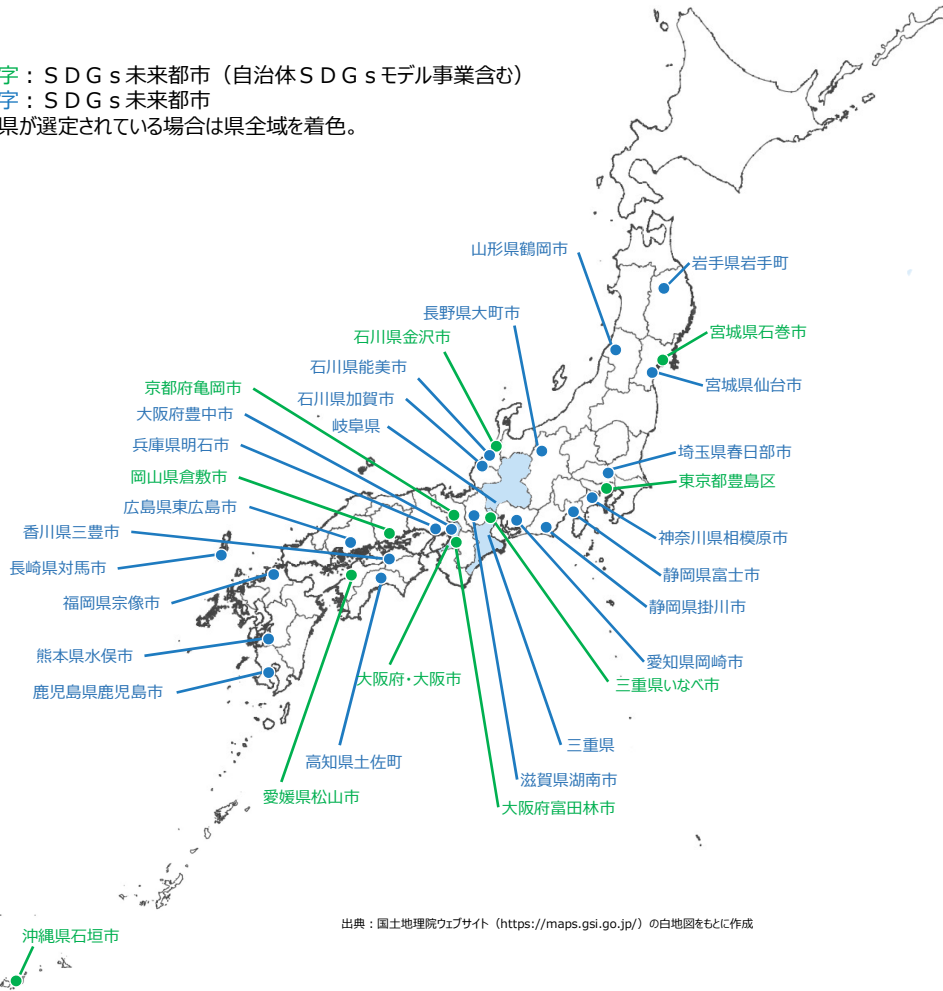 字：ＳＤＧｓ未来都市（自治体ＳＤＧｓモデル事業含む）
字：ＳＤＧｓ未来都市
県が選定されている場合は県全域を着色。
山形県鶴岡市
岩手県岩手町
長野県大町市
石川県金沢市
宮城県石巻市
石川県能美市
宮城県仙台市
京都府亀岡市
石川県加賀市
大阪府豊中市
岐阜県
兵庫県明石市
埼玉県春日部市
岡山県倉敷市
東京都豊島区
広島県東広島市
香川県三豊市
神奈川県相模原市
長崎県対馬市
静岡県富士市
福岡県宗像市
静岡県掛川市
熊本県水俣市
愛知県岡崎市
大阪府・大阪市
三重県いなべ市
鹿児島県鹿児島市
三重県
高知県土佐町
滋賀県湖南市
愛媛県松山市
大阪府富田林市
出典：国土地理院ウェブサイト（https://maps.gsi.go.jp/）の白地図をもとに作成
沖縄県石垣市